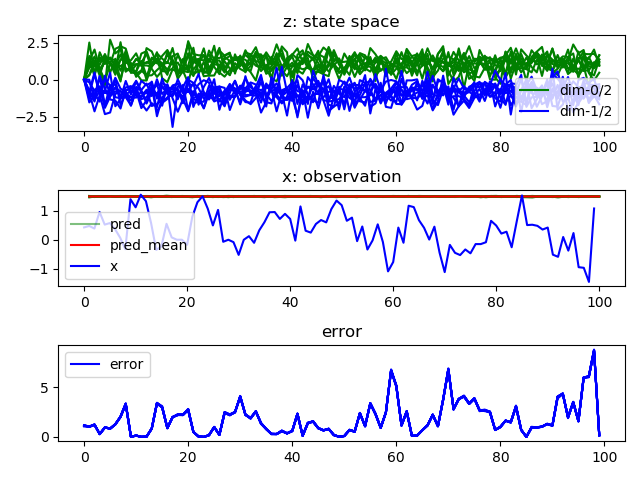 z: state space
2.5
0.0
−2.5
dim-0/2
dim-1/2
0 20 40 60 80 100
x: observation
1
0
−1
pred
pred_mean
x
0 20 40 60 80 100
error
5
0
error
0 20 40 60 80 100